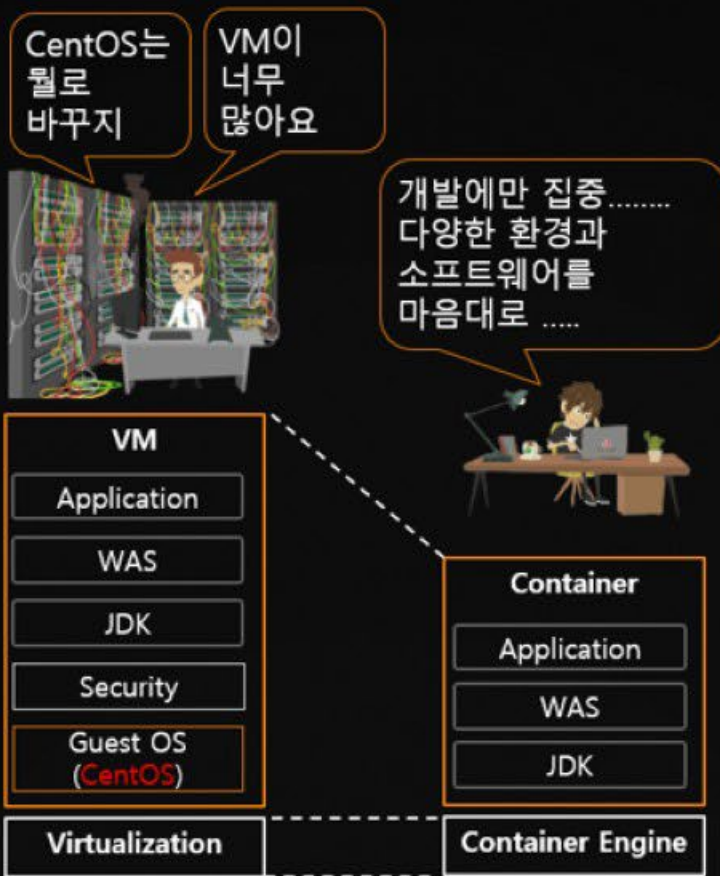 CentOS는
뭘로
바꾸지
VM이
너무
많아요
개발에만 집중........
다양한 환경과
소프트웨어를
마음대로 .....
VM
Application
WAS
JDK
Security
Guest OS
(CentOS)
Virtualization
Container
Application
WAS
JDK
Container Engine